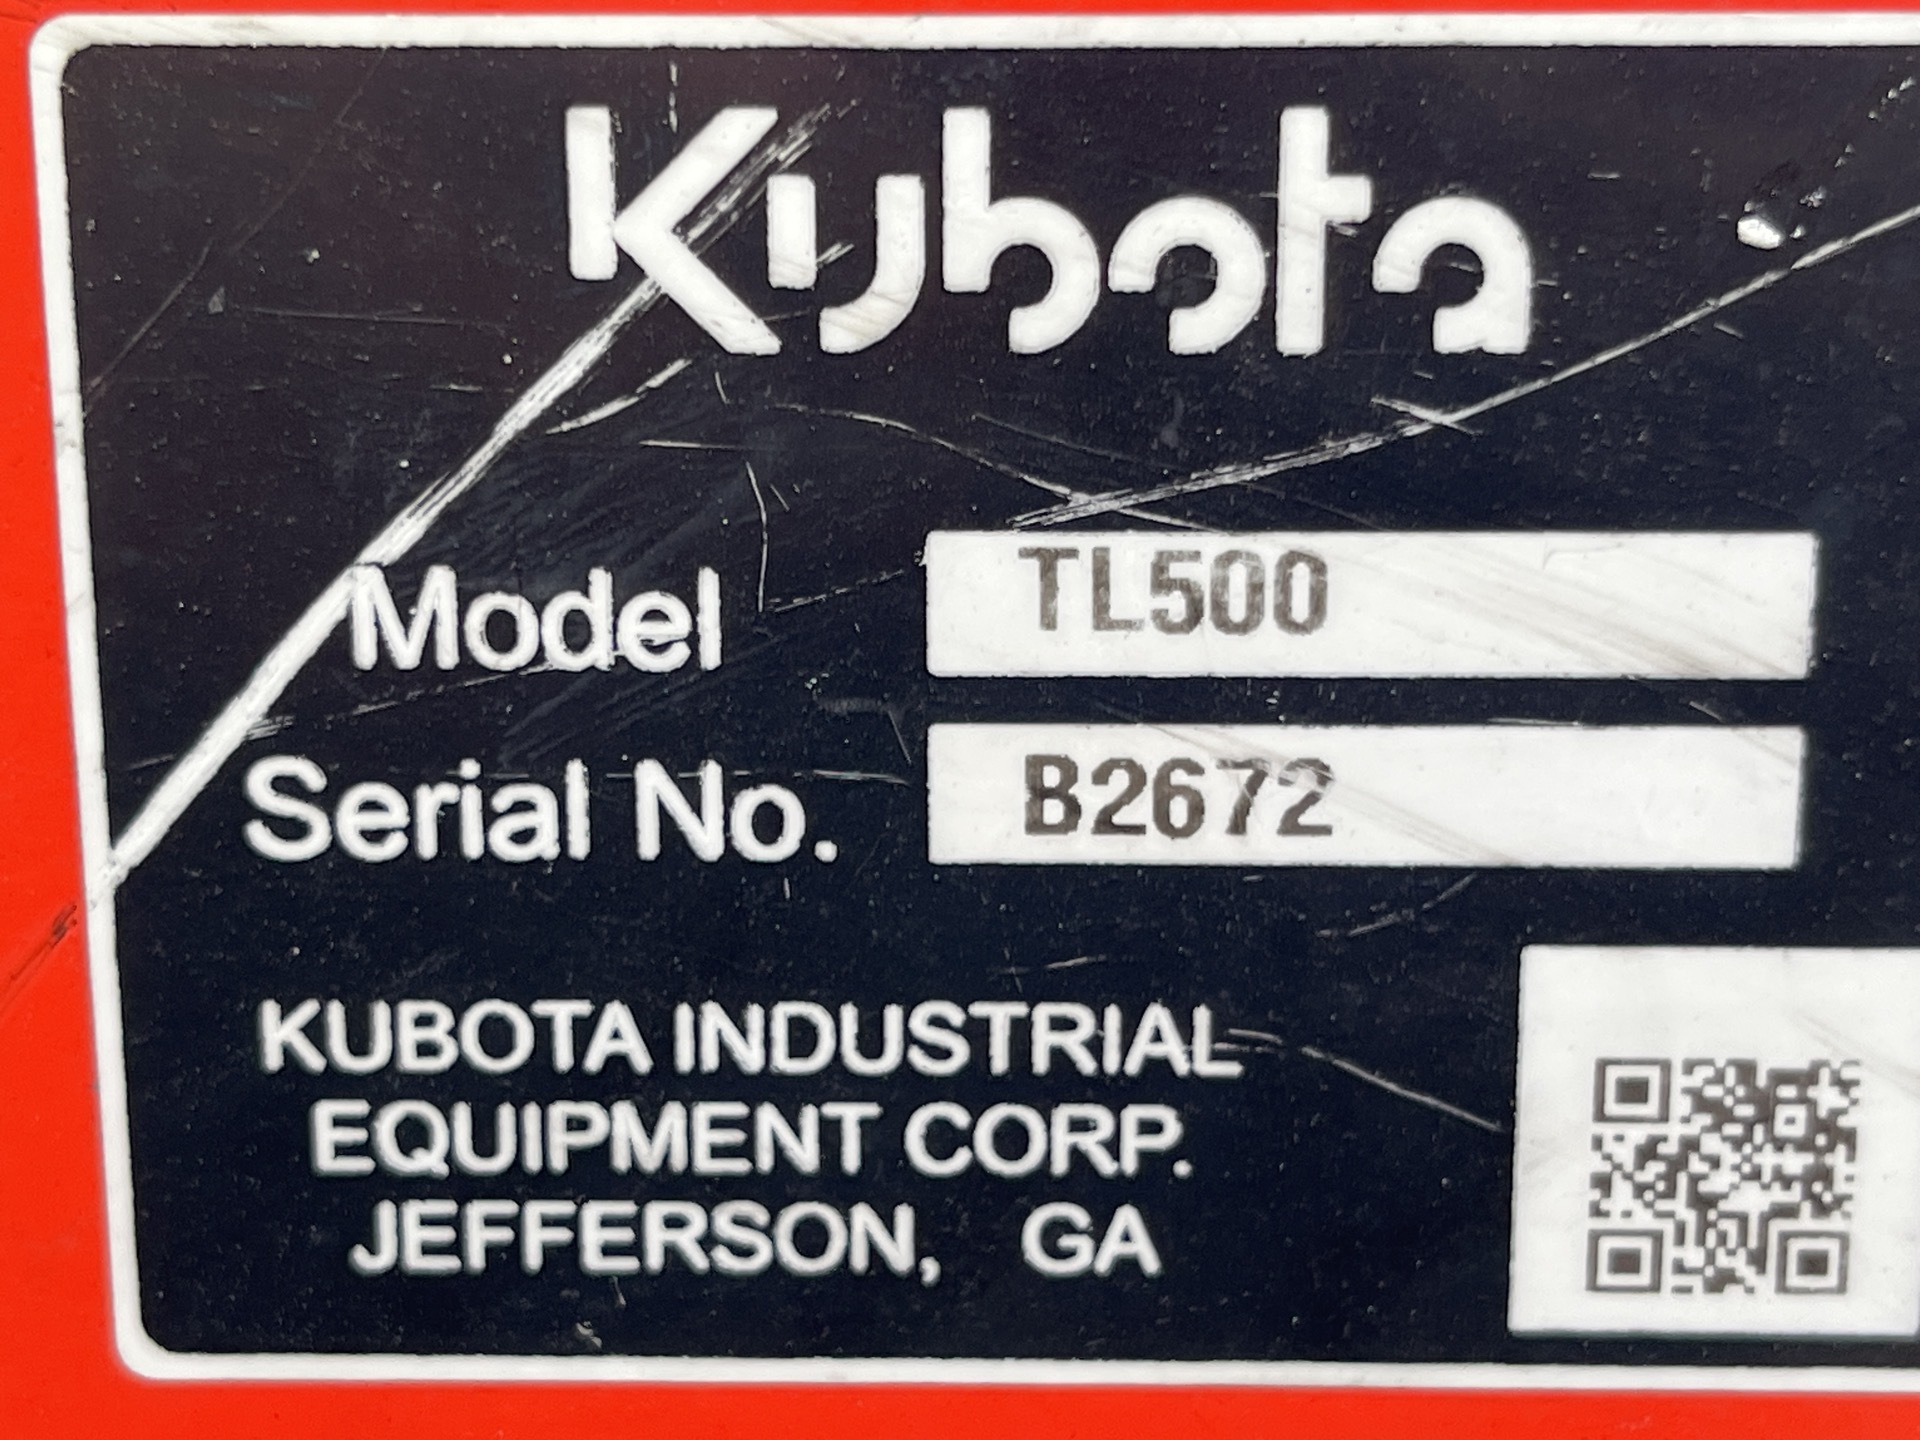 Kubota
Model TL500
Serial No. B2672
KUBOTA INDUSTRIAL
EQUIPMENT CORP.
JEFFERSON, GA